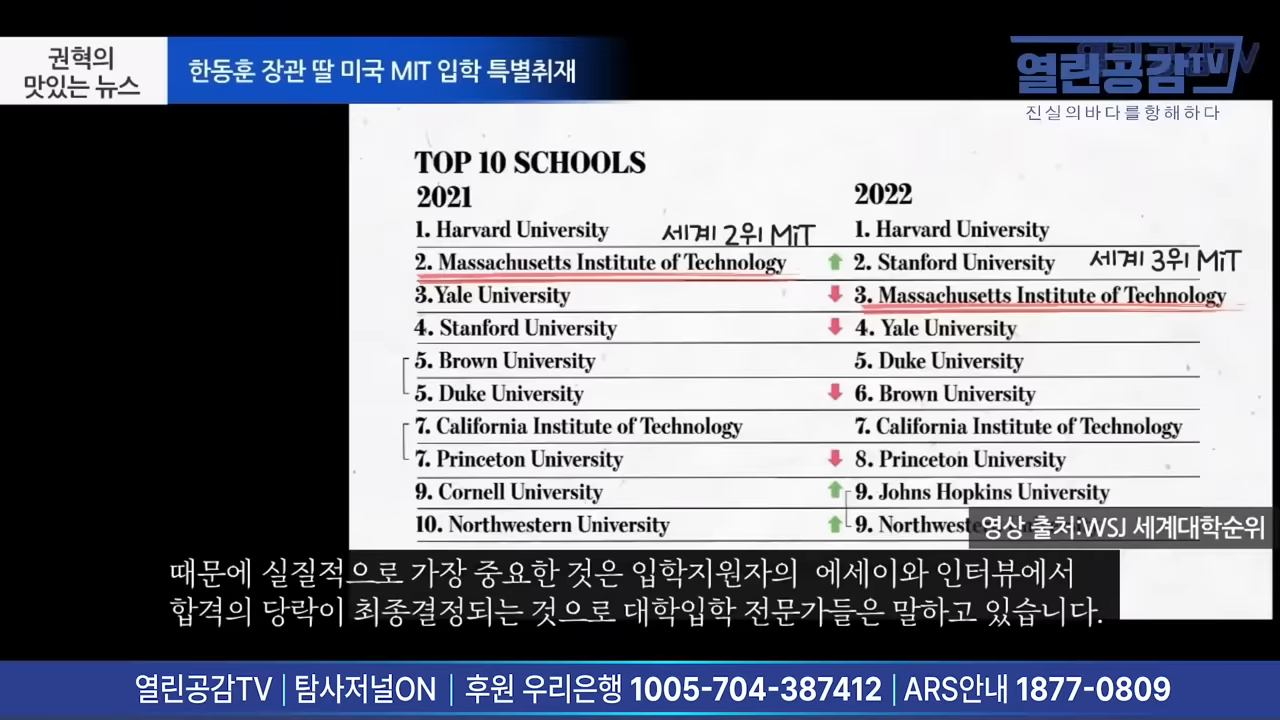 권혁의
맛있는 뉴스
한동훈 장관 딸 미국 MIT 입학 특별취재
열린공감TV
진실의바다를항해하다
TOP 10 SCHOOLS
2021
1. Harvard University
세계 2위 MiT
2. Massachusetts Institute of Technology
3.Yale University
4. Stanford University
5. Brown University
5. Duke University
7. California Institute of Technology
7. Princeton University
9. Cornell University
10. Northwestern University
2022
1. Harvard University
2. Stanford University
세계 3위 MiT
3. Massachusetts Institute of Technology
4. Yale University
5. Duke University
6. Brown University
7. California Institute of Technology
8. Princeton University
9. Johns Hopkins University
9.
영상 출처:WSJ 세계대학순위
때문에 실질적으로 가장 중요한 것은 입학지원자의 에세이와 인터뷰에서
합격의 당락이 최종결정되는 것으로 대학입학 전문가들은 말하고 있습니다.
열린공감TV | 탐사저널ON | 후원 우리은행 1005-704-387412 | ARS안내 1877-0809